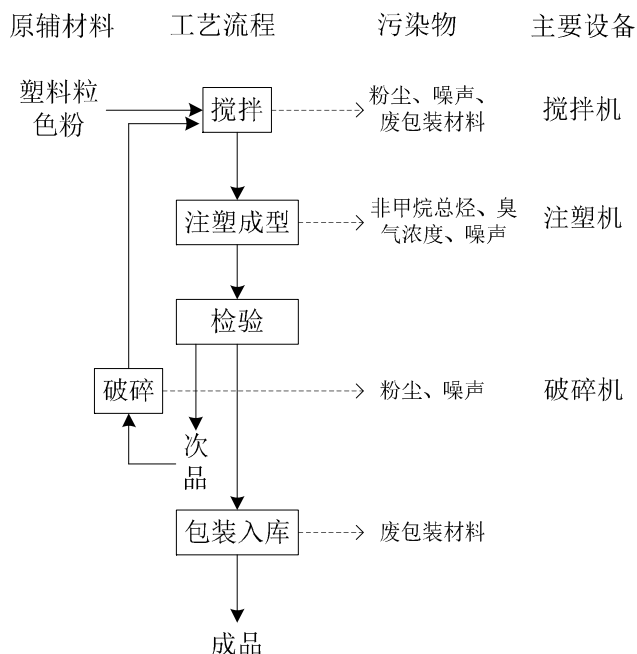 原辅材料 工艺流程 污染物 主要设备
塑料粒
色粉
搅拌
粉尘、噪声、
废包装材料
搅拌机
注塑成型
非甲烷总烃、臭
气浓度、噪声
注塑机
检验
破碎
粉尘、噪声
破碎机
次
品
包装入库
废包装材料
成品